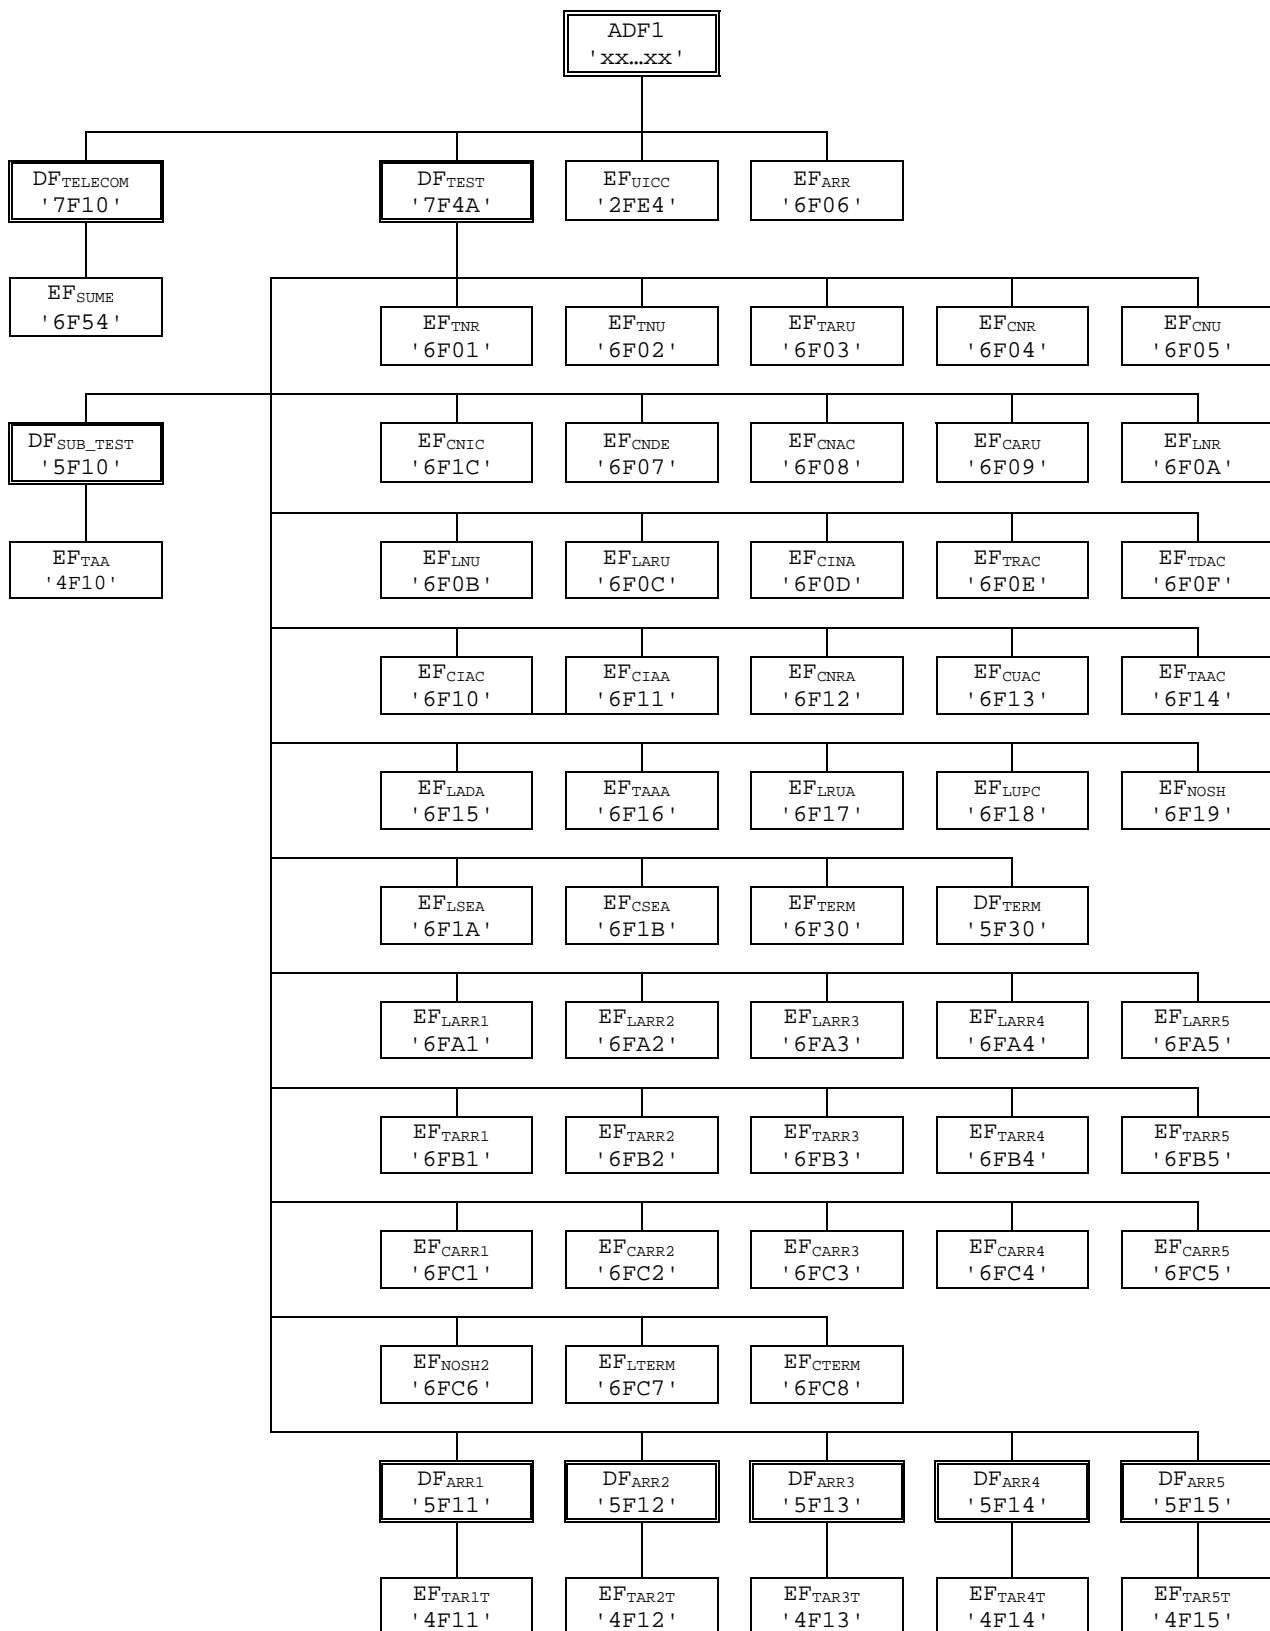 ADF1
'xx…xx'
DFTELECOM DFTEST EFUICC EFARR
'7F10' '7F4A' '2FE4' '6F06'
EFSUME
'6F54'
EFTNR EFTNU EFTARU EFCNR EFCNU
'6F01' '6F02' '6F03' '6F04' '6F05'
DFSUB_TEST EFCNIC EFCNDE EFCNAC EFCARU EFLNR
'5F10' '6F1C' '6F07' '6F08' '6F09' '6F0A'
EFTAA EFLNU EFLARU EFCINA EFTRAC EFTDAC
'4F10' '6F0B' '6F0C' '6F0D' '6F0E' '6F0F'
EFCIAC EFCIAA EFCNRA EFCUAC EFTAAC
'6F10' '6F11' '6F12' '6F13' '6F14'
EFLADA EFTAAA EFLRUA EFLUPC EFNOSH
'6F15' '6F16' '6F17' '6F18' '6F19'
EFLSEA EFCSEA EFTERM DFTERM
'6F1A' '6F1B' '6F30' '5F30'
EFLARR1 EFLARR2 EFLARR3 EFLARR4 EFLARR5
'6FA1' '6FA2' '6FA3' '6FA4' '6FA5'
EFTARR1 EFTARR2 EFTARR3 EFTARR4 EFTARR5
'6FB1' '6FB2' '6FB3' '6FB4' '6FB5'
EFCARR1 EFCARR2 EFCARR3 EFCARR4 EFCARR5
'6FC1' '6FC2' '6FC3' '6FC4' '6FC5'
EFNOSH2 EFLTERM EFCTERM
'6FC6' '6FC7' '6FC8'
DFARR1 DFARR2 DFARR3 DFARR4 DFARR5
'5F11' '5F12' '5F13' '5F14' '5F15'
EFTAR1T EFTAR2T EFTAR3T EFTAR4T EFTAR5T
'4F11' '4F12' '4F13' '4F14' '4F15'